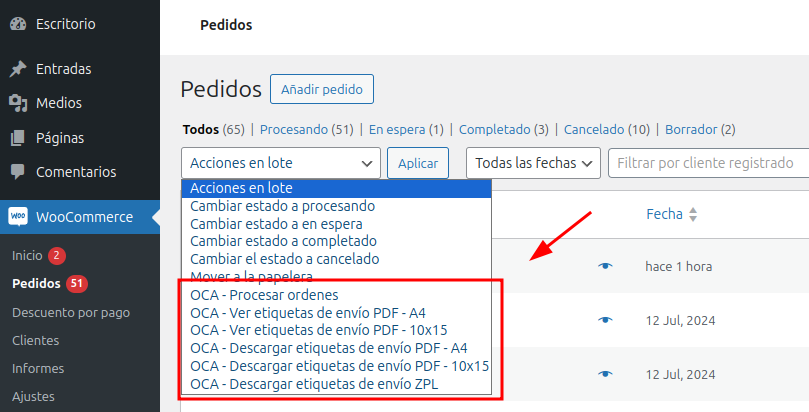 Escritorio
Entradas
Medios
Páginas
Comentarios
WOO WooCommerce
Inicio 2
Pedidos 51
Descuento por pago
Clientes
Informes
Ajustes
Pedidos
Pedidos Añadir pedido
Todos (65) | Procesando (51) | En espera (1) | Completado (3) | Cancelado (10) | Borrador (2)
Acciones en lote Aplicar Todas las fechas Filtrar por cliente registrado
Acciones en lote
Cambiar estado a procesando
Cambiar estado a en espera
Cambiar estado a completado
Cambiar el estado a cancelado
Mover a la papelera
OCA - Procesar ordenes
OCA - Ver etiquetas de envío PDF - A4
OCA - Ver etiquetas de envío PDF - 10x15
OCA - Descargar etiquetas de envío PDF - A4
OCA - Descargar etiquetas de envío PDF - 10x15
OCA - Descargar etiquetas de envío ZPL
Fecha
hace 1 hora
12 Jul, 2024
12 Jul, 2024